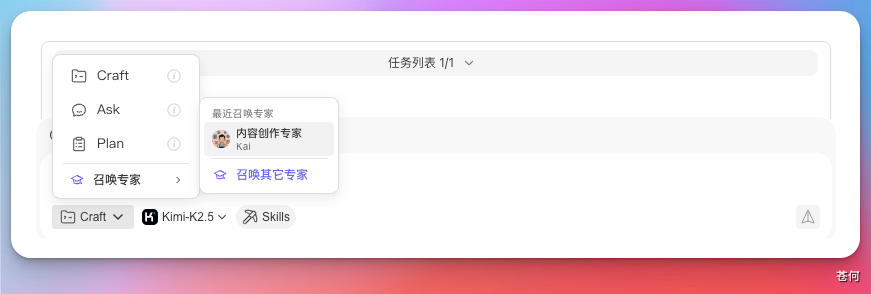 任务列表 1/1
Craft
Ask
Plan
召唤专家
最近召唤专家
内容创作专家
Kai
召唤其它专家
Craft
Kimi-K2.5
Skills
苍何